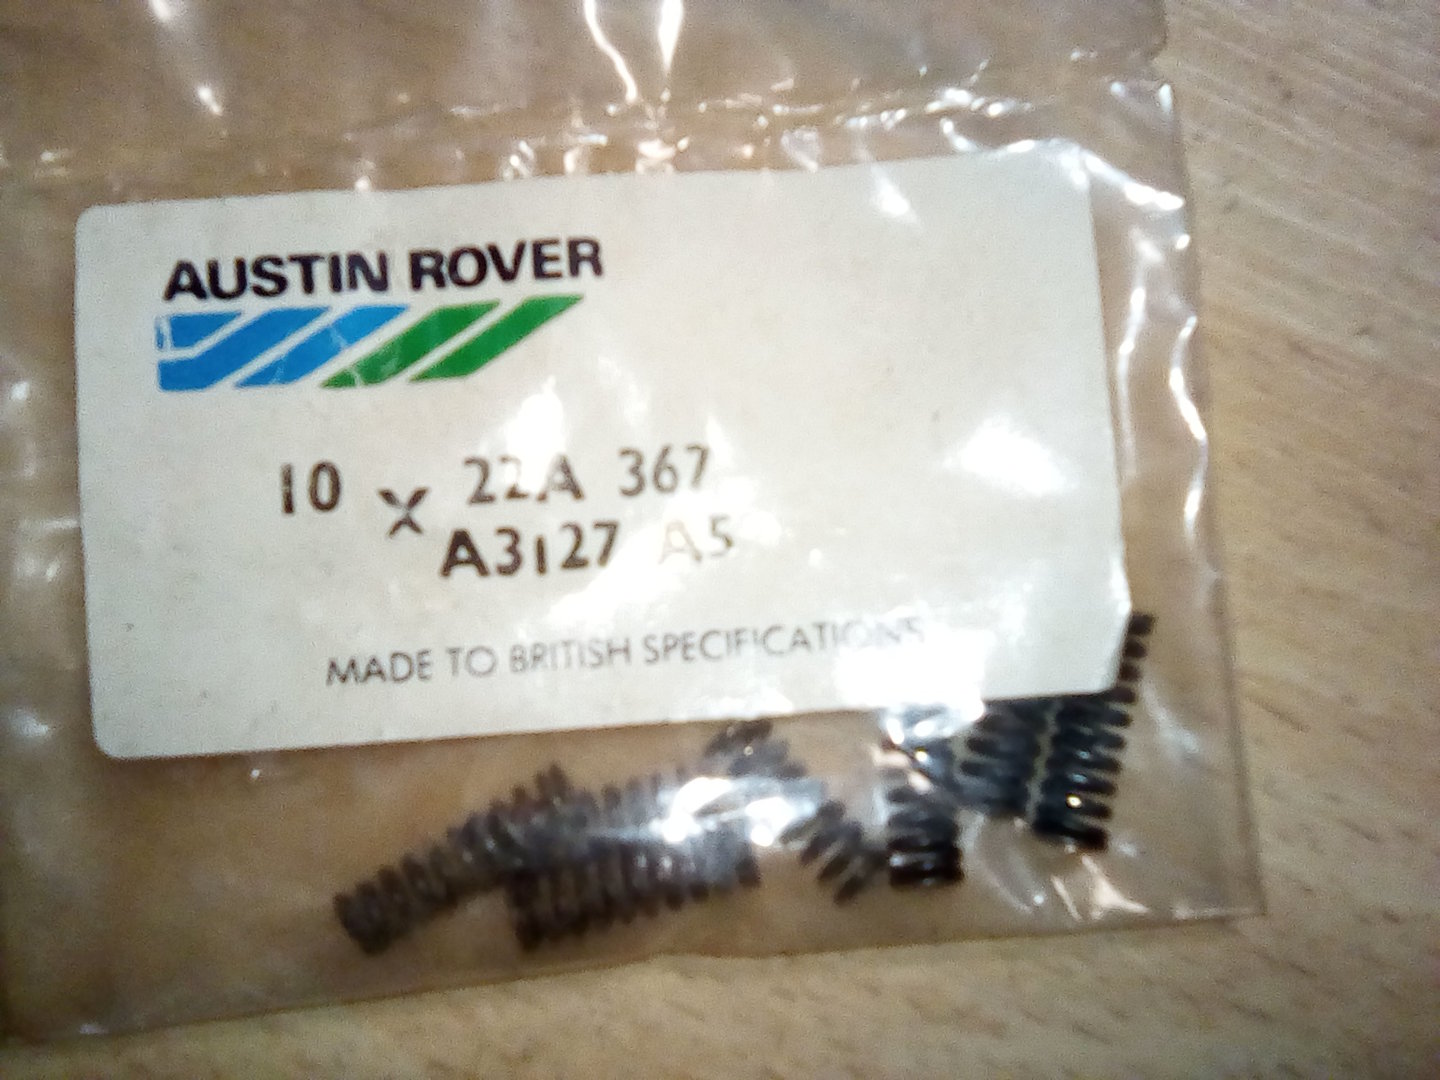 AUSTIN ROVER
10 x 22A 367
A3127 A5
MADE TO BRITISH SPECIFICATIONS